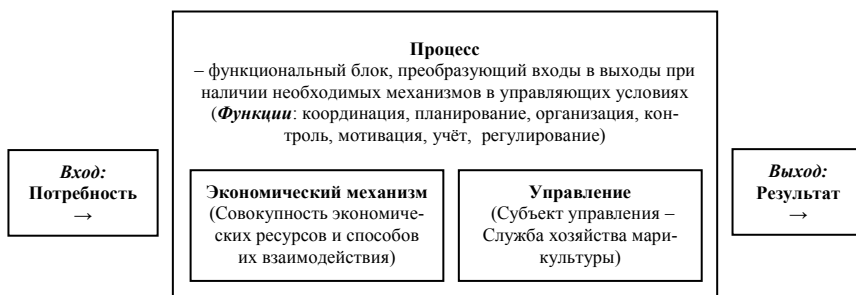 Процесс
– функциональный блок, преобразующий входы в выходы при
наличии необходимых механизмов в управляющих условиях
(Функции: координация, планирование, организация, кон-
троль, мотивация, учёт, регулирование)
Вход:
Потребность
→
Экономический механизм
(Совокупность экономиче-
ских ресурсов и способов
их взаимодействия)
Управление
(Субъект управления –
Служба хозяйства мари-
культуры)
Выход:
Результат
→